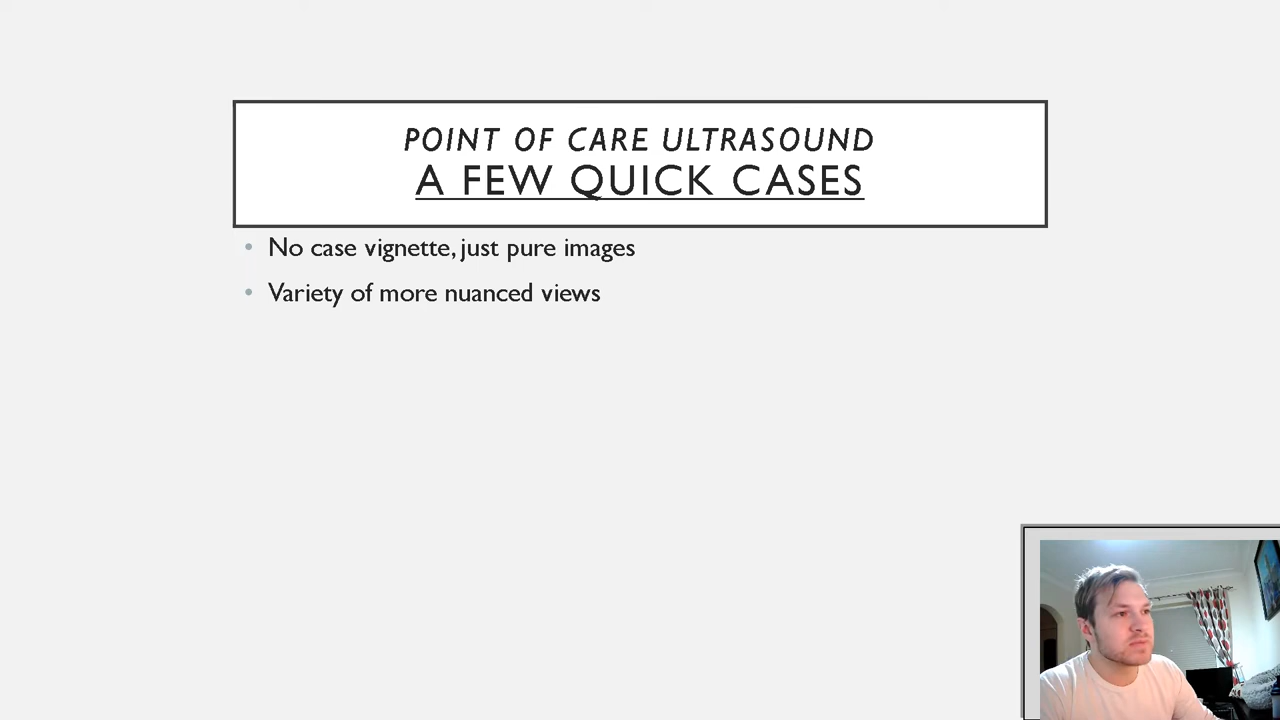 POINT OF CARE ULTRASOUND
A FEW QUICK CASES
No case vignette, just pure images
Variety of more nuanced views